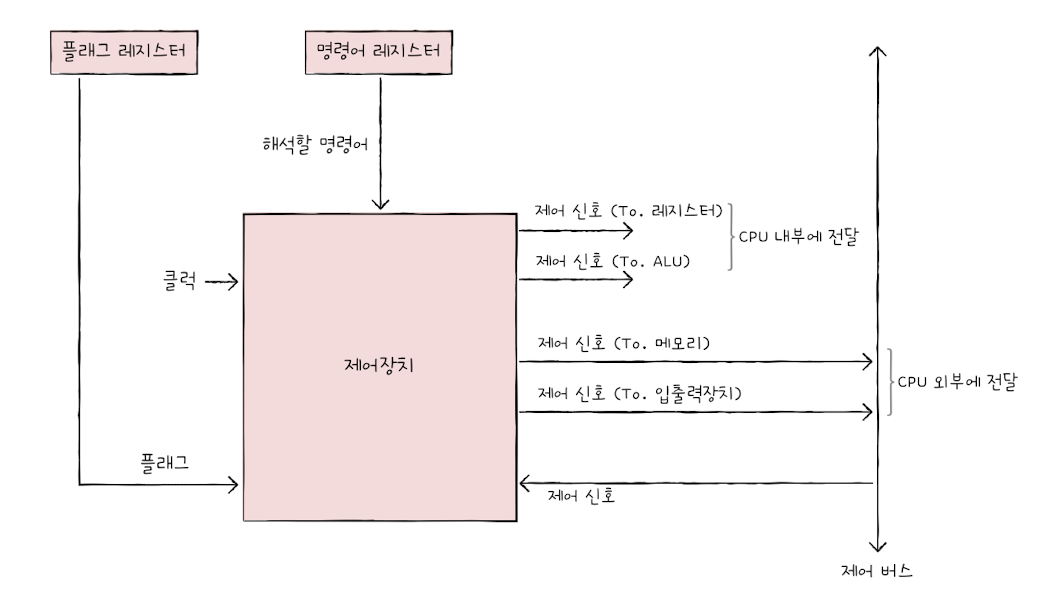 플래그 레지스터
명령어 레지스터
해석할 명령어
제어 신호 (To. 레지스터)
CPU 내부에 전달
제어 신호 (To. ALU)
클럭
제어 신호 (To. 메모리)
제어장치
CPU 외부에 전달
제어 신호 (To. 입출력장치)
플래그
제어 신호
제어 버스